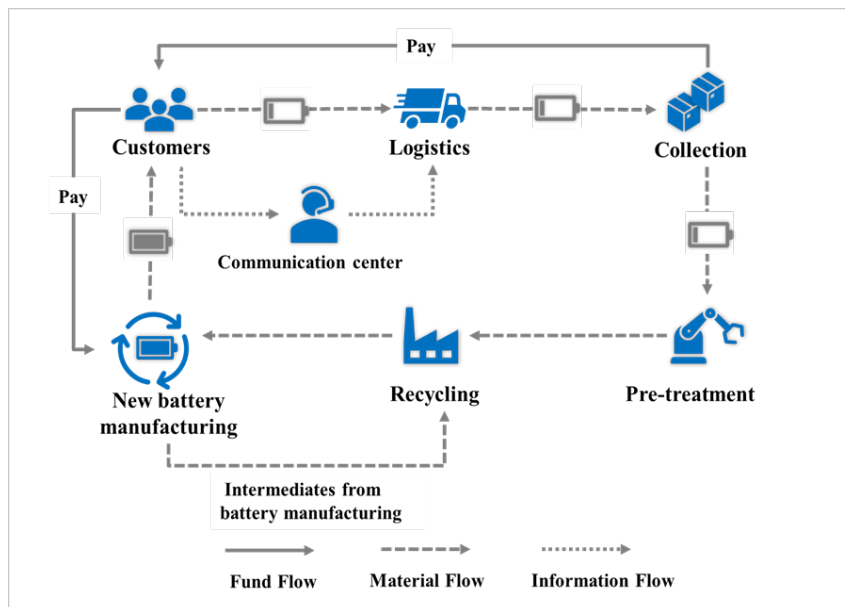 Pay
Customers
Logistics
Collection
Pay
Communication center
New battery
manufacturing
Recycling
Pre-treatment
Intermediates from
battery manufacturing
Fund Flow
Material Flow
Information Flow